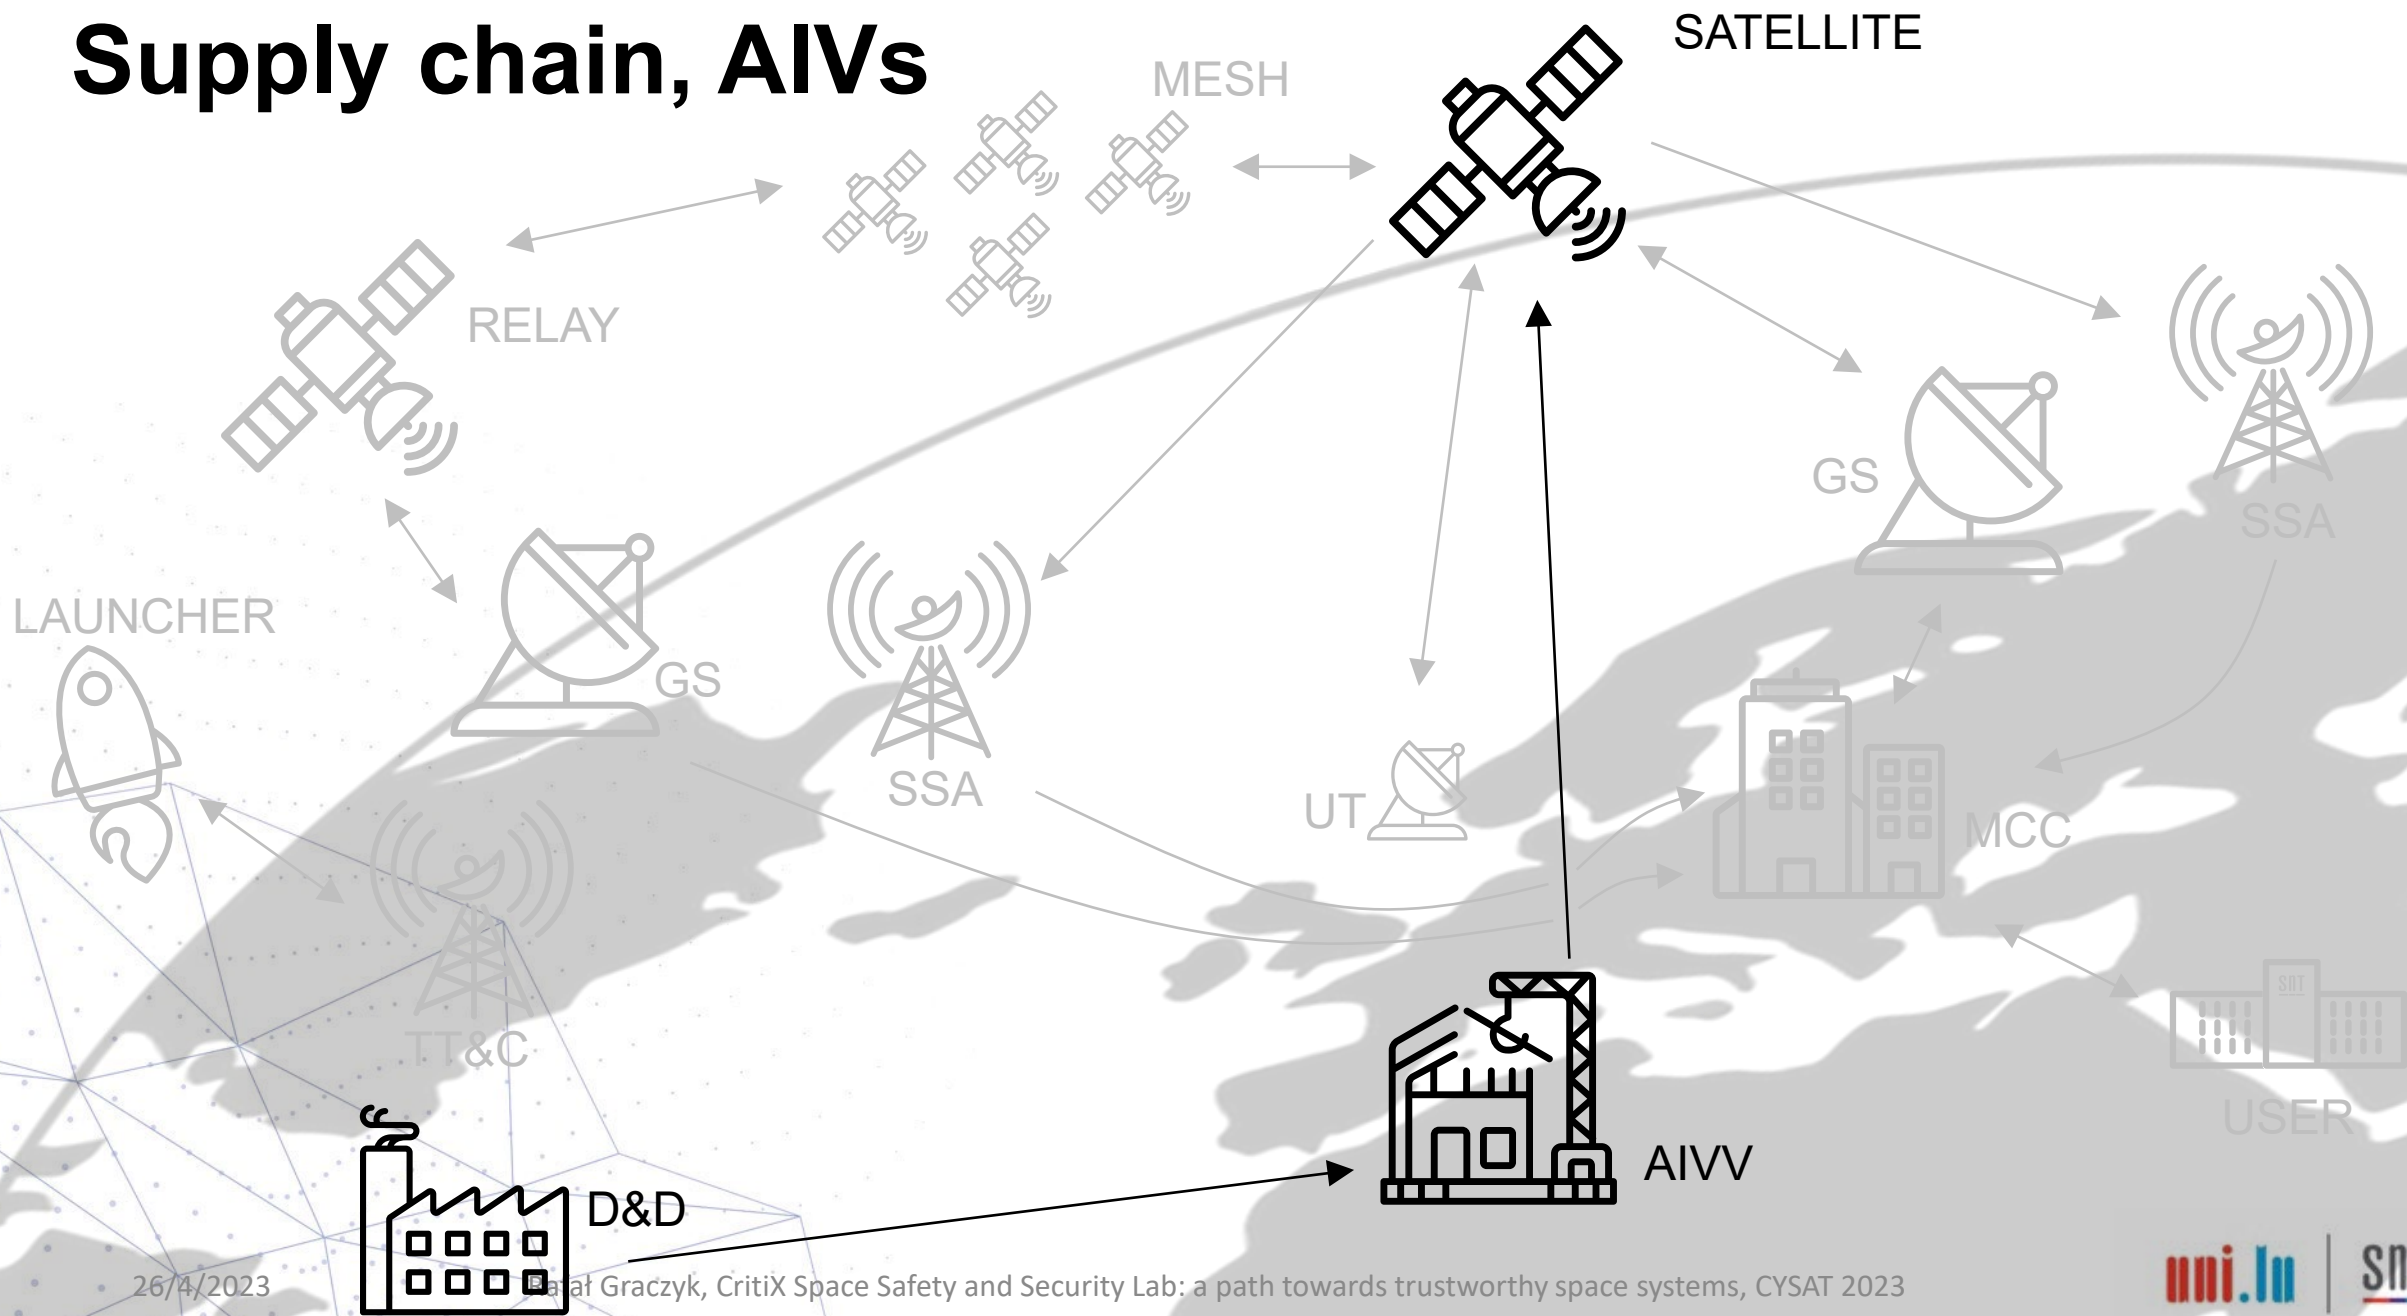 Supply chain, AIVs
SATELLITE
MESH
RELAY
GS
SSA
LAUNCHER
GS
SSA
UT
MCC
TT&C
SNT
USER
AIVV
D&D
26/4/2023
Graczyk, CritiX Space Safety and Security Lab: a path towards trustworthy space systems, CYSAT 2023
uni.lu